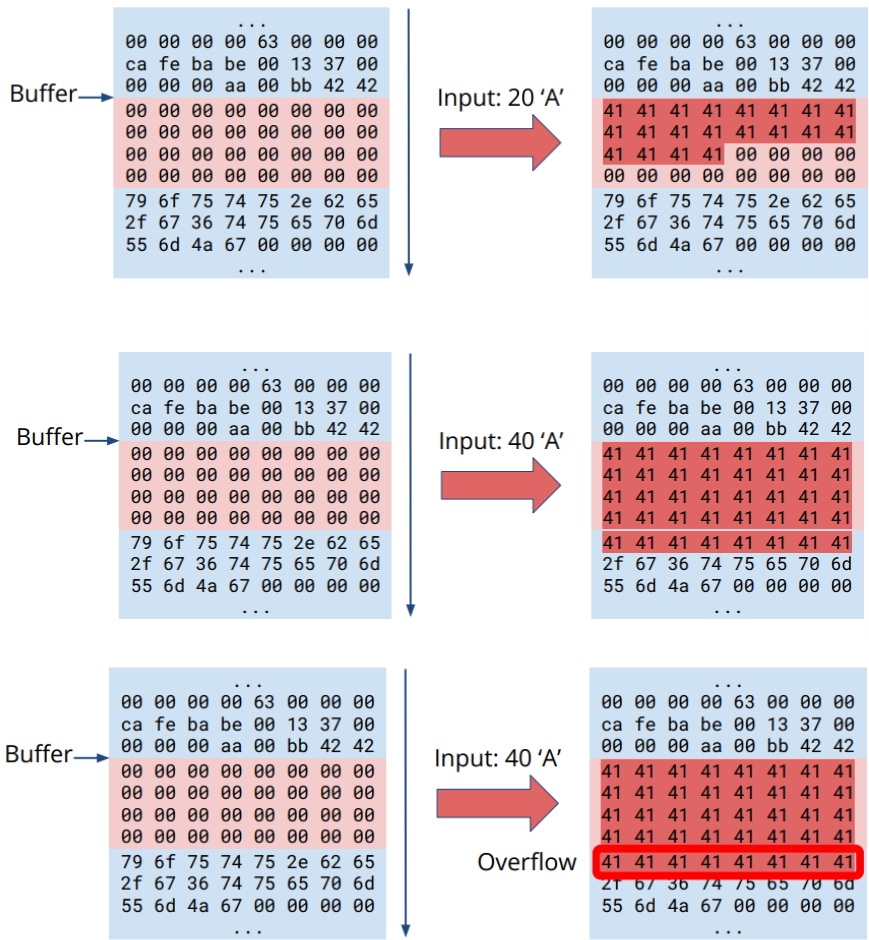 ...
00 00 00 00 63 00 00 00
ca fe ba be 00 13 37 00
00 00 00 aa 00 bb 42 42
Buffer
00 00 00 00 00 00 00 00
00 00 00 00 00 00 00 00
00 00 00 00 00 00 00 00
00 00 00 00 00 00 00 00
79 6f 75 74 75 2e 62 65
2f 67 36 74 75 65 70 6d
55 6d 4a 67 00 00 00 00
...
Input: 20 ‘A’
...
00 00 00 00 63 00 00 00
ca fe ba be 00 13 37 00
00 00 00 aa 00 bb 42 42
41 41 41 41 41 41 41 41
41 41 41 41 41 41 41 41
41 41 41 41 00 00 00 00
00 00 00 00 00 00 00 00
79 6f 75 74 75 2e 62 65
2f 67 36 74 75 65 70 6d
55 6d 4a 67 00 00 00 00
...
...
00 00 00 00 63 00 00 00
ca fe ba be 00 13 37 00
00 00 00 aa 00 bb 42 42
Buffer
00 00 00 00 00 00 00 00
00 00 00 00 00 00 00 00
00 00 00 00 00 00 00 00
00 00 00 00 00 00 00 00
79 6f 75 74 75 2e 62 65
2f 67 36 74 75 65 70 6d
55 6d 4a 67 00 00 00 00
...
Input: 40 ‘A’
...
00 00 00 00 63 00 00 00
ca fe ba be 00 13 37 00
00 00 00 aa 00 bb 42 42
41 41 41 41 41 41 41 41
41 41 41 41 41 41 41 41
41 41 41 41 41 41 41 41
41 41 41 41 41 41 41 41
41 41 41 41 41 41 41 41
2f 67 36 74 75 65 70 6d
55 6d 4a 67 00 00 00 00
...
...
00 00 00 00 63 00 00 00
ca fe ba be 00 13 37 00
00 00 00 aa 00 bb 42 42
Buffer
00 00 00 00 00 00 00 00
00 00 00 00 00 00 00 00
00 00 00 00 00 00 00 00
00 00 00 00 00 00 00 00
79 6f 75 74 75 2e 62 65
2f 67 36 74 75 65 70 6d
55 6d 4a 67 00 00 00 00
...
Input: 40 ‘A’
Overflow
...
00 00 00 00 63 00 00 00
ca fe ba be 00 13 37 00
00 00 00 aa 00 bb 42 42
41 41 41 41 41 41 41 41
41 41 41 41 41 41 41 41
41 41 41 41 41 41 41 41
41 41 41 41 41 41 41 41
41 41 41 41 41 41 41 41
2f 67 36 74 75 65 70 6d
55 6d 4a 67 00 00 00 00
...